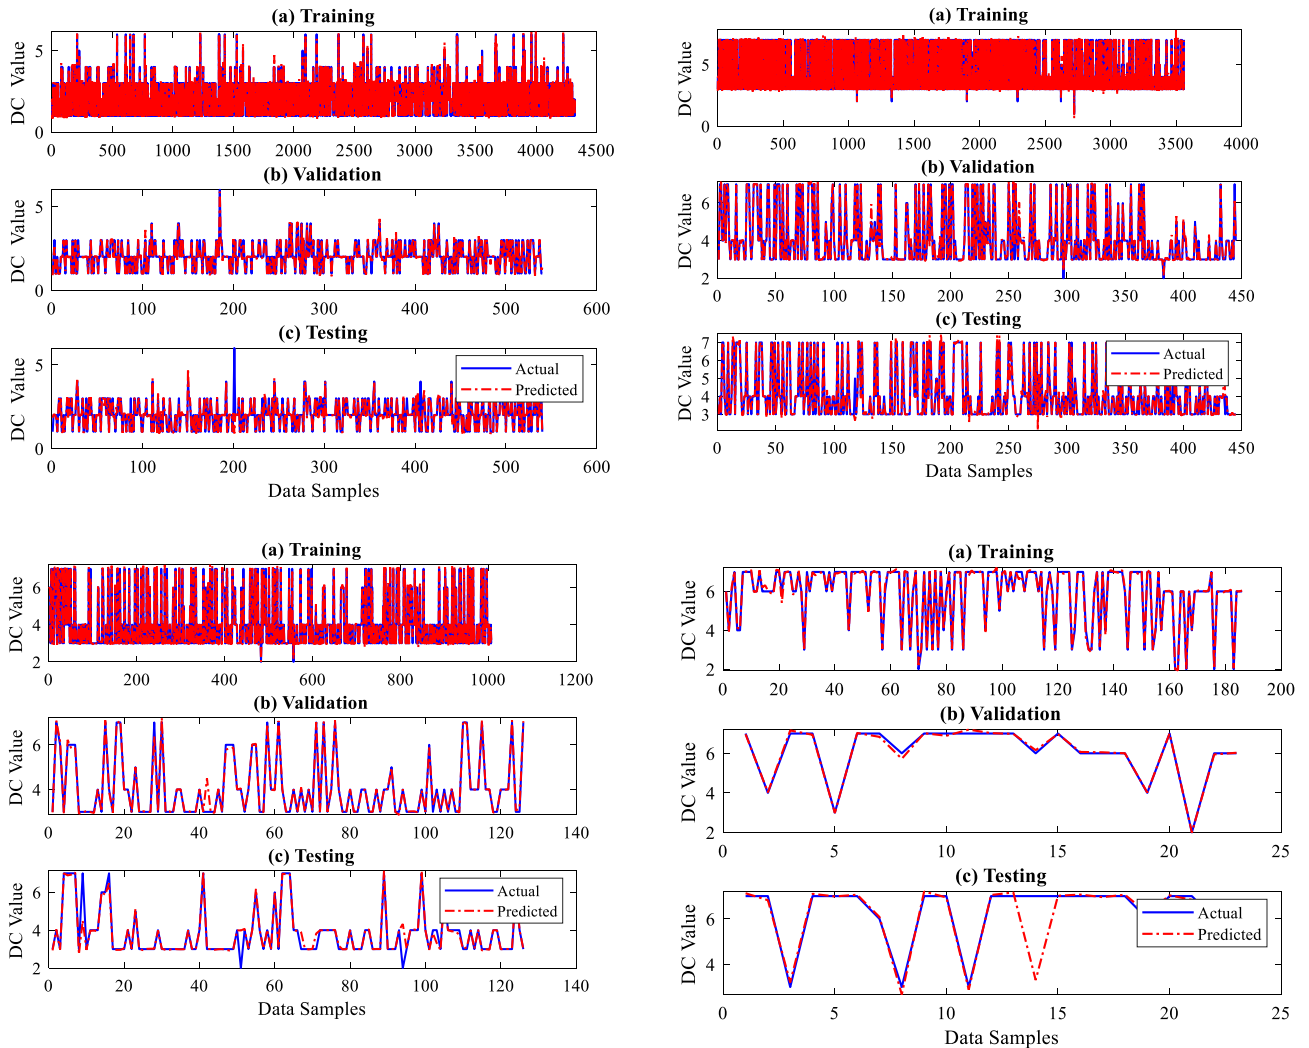 (a) Training
DC Value
5
0
0 500 1000 1500 2000 2500 3000 3500 4000 4500
(b) Validation
DC Value
5
0
0 100 200 300 400 500 600
(c) Testing
DC Value
5
0
Actual
Predicted
0 100 200 300 400 500 600
Data Samples
(a) Training
DC Value
5
0
0 500 1000 1500 2000 2500 3000 3500 4000
(b) Validation
DC Value
6
4
2
0 50 100 150 200 250 300 350 400 450
(c) Testing
DC Value
7
6
5
4
3
Actual
Predicted
0 50 100 150 200 250 300 350 400 450
Data Samples
(a) Training
DC Value
6
4
2
0 200 400 600 800 1000 1200
(b) Validation
DC Value
6
4
0 20 40 60 80 100 120 140
(c) Testing
DC Value
6
4
2
Actual
Predicted
0 20 40 60 80 100 120 140
Data Samples
(a) Training
DC Value
6
4
2
0 20 40 60 80 100 120 140 160 180 200
(b) Validation
DC Value
6
4
2
0 5 10 15 20 25
(c) Testing
DC Value
6
4
Actual
Predicted
0 5 10 15 20 25
Data Samples